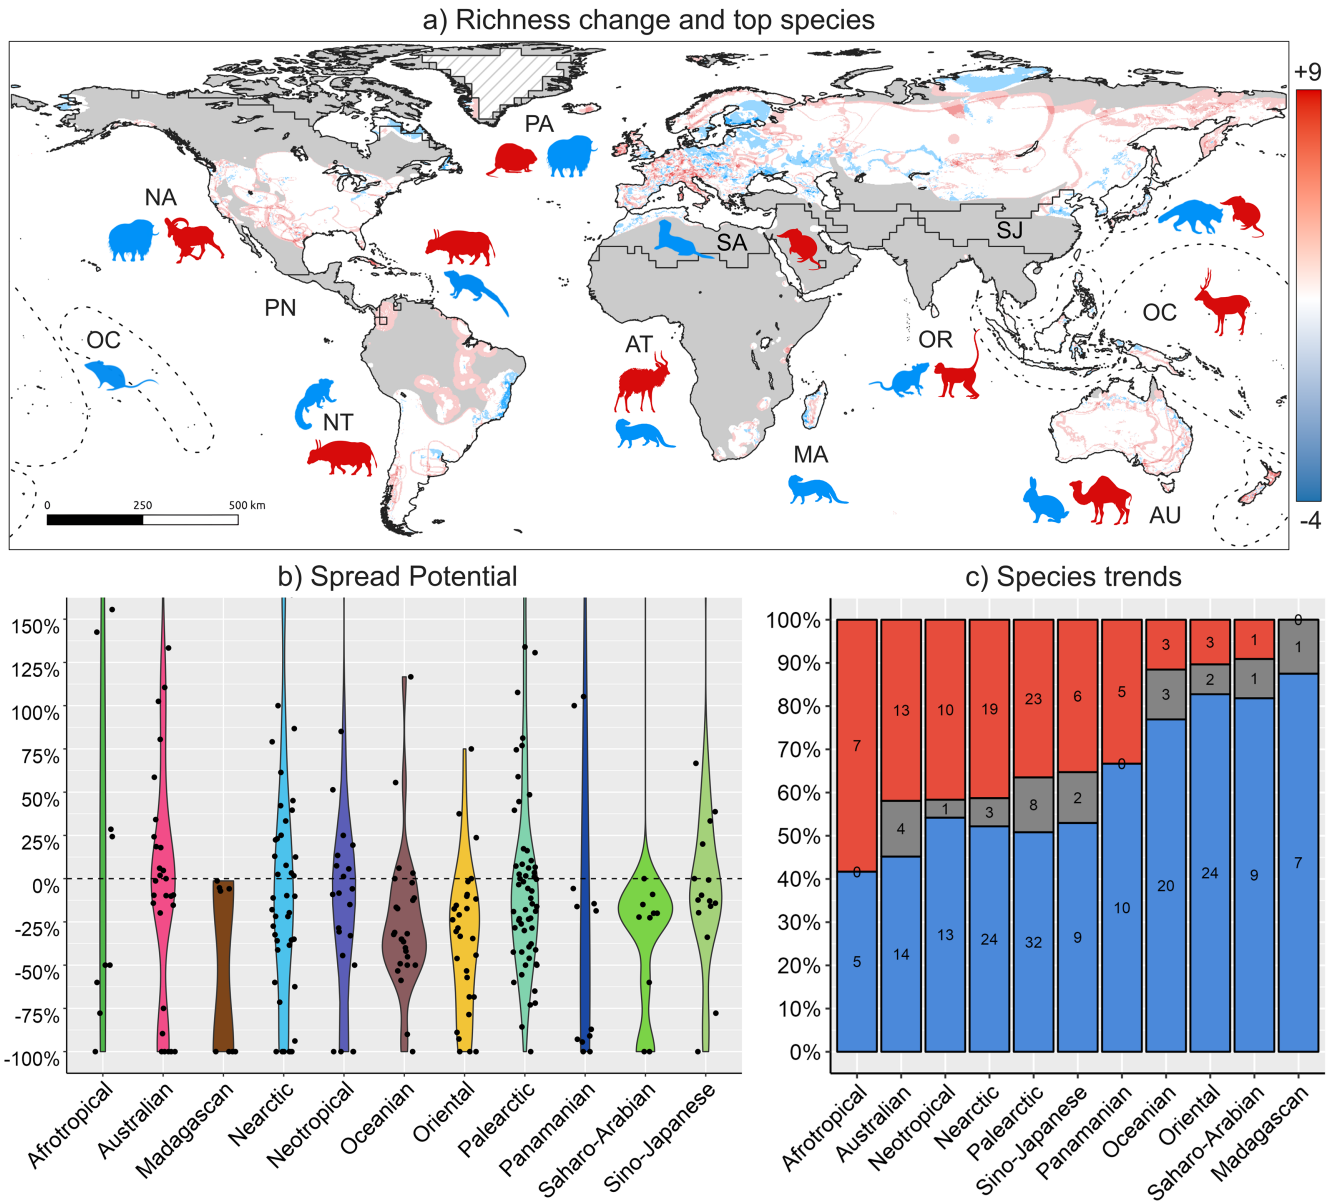 a) Richness change and top species
+9
PA
NA
SA
SJ
PN
OC
OC
AT
OR
NT
MA
0 250 500 km
AU
-4
b) Spread Potential
150%
125%
100%
75%
50%
25%
0%
-25%
-50%
-75%
-100%
Afrotropical
Australian
Madagascan
Nearctic
Neotropical
Oceanian
Oriental
Palearctic
Panamanian
Saharo-Arabian
Sino-Japanese
c) Species trends
100%
90%
80%
70%
60%
50%
40%
30%
20%
10%
0%
7 0 5
13 4 14
10 1 13
19 3 24
23 8 32
6 2 9
5 0 10
3 3 20
3 2 24
1 1 9
0 1 7
Afrotropical
Australian
Neotropical
Nearctic
Palearctic
Sino-Japanese
Panamanian
Oceanian
Oriental
Saharo-Arabian
Madagascan